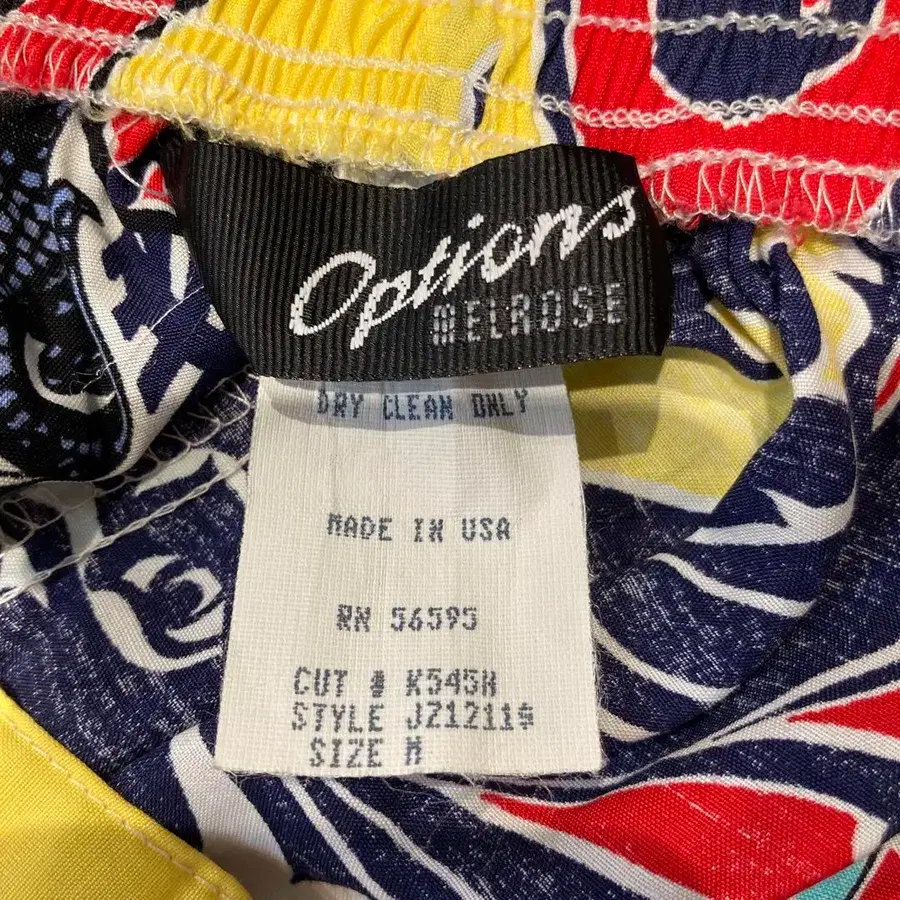 Options
MELROSE
DRY CLEAN ONLY
MADE IN USA
RN 56595
CUT # K545H
STYLE JZ1211$
SIZE M